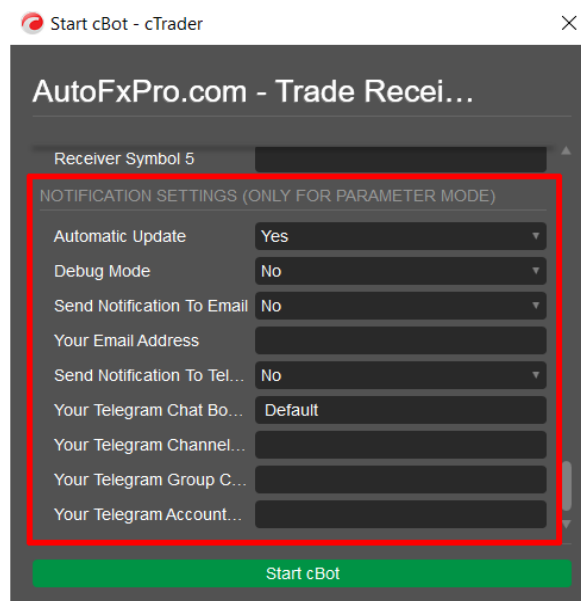 Start cBot - cTrader
AutoFxPro.com - Trade Recei...
Receiver Symbol 5
NOTIFICATION SETTINGS (ONLY FOR PARAMETER MODE)
Automatic Update Yes
Debug Mode No
Send Notification To Email No
Your Email Address
Send Notification To Tel... No
Your Telegram Chat Bo... Default
Your Telegram Channel...
Your Telegram Group C...
Your Telegram Account...
Start cBot